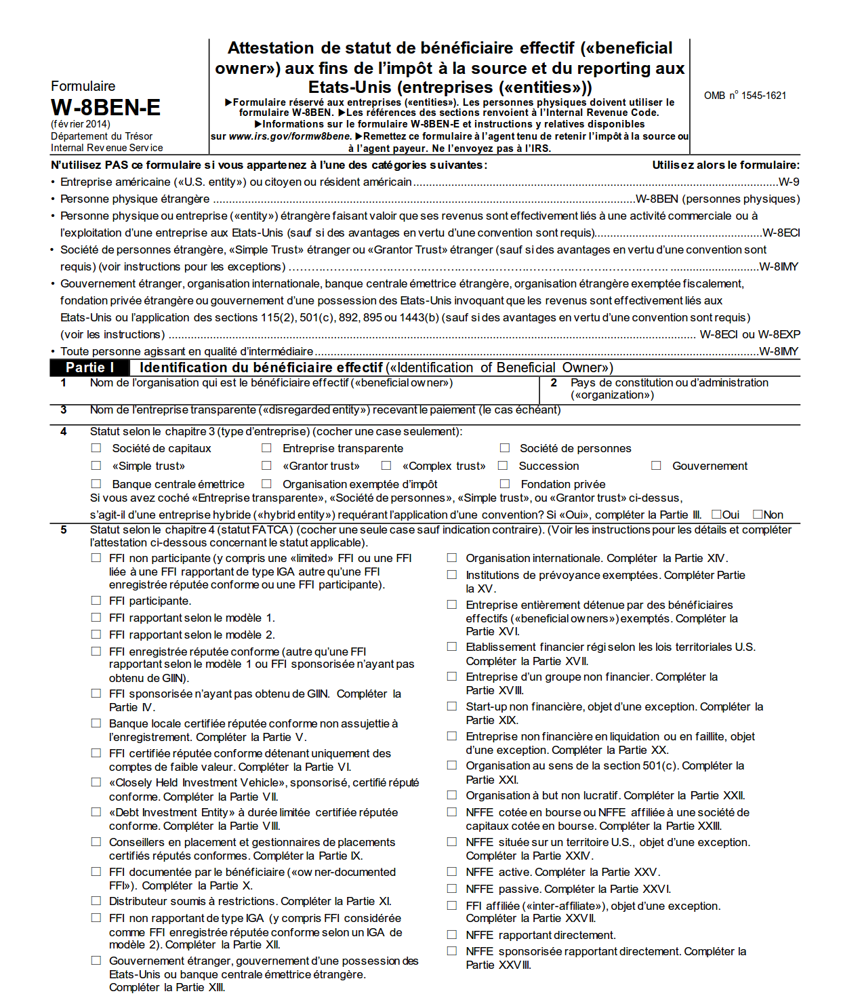 Formulaire
W-8BEN-E
(février 2014)
Département du Trésor
Internal Revenue Service
Attestation de statut de bénéficiaire effectif («beneficial
owner») aux fins de l’impôt à la source et du reporting aux
Etats-Unis (entreprises («entities»))
▶Formulaire réservé aux entreprises («entities»). Les personnes physiques doivent utiliser le
formulaire W-8BEN. ▶Les références des sections renvoient à l’Internal Revenue Code.
▶Informations sur le formulaire W-8BEN-E et instructions y relatives disponibles
sur www.irs.gov/formw8bene. ▶Remettez ce formulaire à l’agent tenu de retenir l’impôt à la source ou
à l’agent payeur. Ne l’envoyez pas à l’IRS.
OMB nº 1545-1621
N’utilisez PAS ce formulaire si vous appartenez à l’une des catégories suivantes: Utilisez alors le formulaire:
• Entreprise américaine («U.S. entity») ou citoyen ou résident américain...W-9
• Personne physique étrangère ...W-8BEN (personnes physiques)
• Personne physique ou entreprise («entity») étrangère faisant valoir que ses revenus sont effectivement liés à une activité commerciale ou à
l’exploitation d’une entreprise aux Etats-Unis (sauf si des avantages en vertu d’une convention sont requis)...W-8ECI
• Société de personnes étrangère, «Simple Trust» étranger ou «Grantor Trust» étranger (sauf si des avantages en vertu d’une convention sont
requis) (voir instructions pour les exceptions) ...W-8IMY
• Gouvernement étranger, organisation internationale, banque centrale émettrice étrangère, organisation étrangère exemptée fiscalement,
fondation privée étrangère ou gouvernement d’une possession des Etats-Unis invoquant que les revenus sont effectivement liés aux
Etats-Unis ou l’application des sections 115(2), 501(c), 892, 895 ou 1443(b) (sauf si des avantages en vertu d’une convention sont requis)
(voir les instructions) ... W-8ECI ou W-8EXP
• Toute personne agissant en qualité d’intermédiaire...W-8IMY
Partie I Identification du bénéficiaire effectif («Identification of Beneficial Owner»)
1 Nom de l’organisation qui est le bénéficiaire effectif («beneficial owner»)
2 Pays de constitution ou d’administration
(«organization»)
3 Nom de l’entreprise transparente («disregarded entity») recevant le paiement (le cas échéant)
4 Statut selon le chapitre 3 (type d’entreprise) (cocher une case seulement):
☐ Société de capitaux ☐ Entreprise transparente ☐ Société de personnes
☐ «Simple trust» ☐ «Grantor trust» ☐ «Complex trust» ☐ Succession ☐ Gouvernement
☐ Banque centrale émettrice ☐ Organisation exemptée d’impôt ☐ Fondation privée
Si vous avez coché «Entreprise transparente», «Société de personnes», «Simple trust», ou «Grantor trust» ci-dessus,
s’agit-il d’une entreprise hybride («hybrid entity») requérant l’application d’une convention? Si «Oui», compléter la Partie III. ☐Oui ☐Non
5 Statut selon le chapitre 4 (statut FATCA) (cocher une seule case sauf indication contraire). (Voir les instructions pour les détails et compléter
l’attestation ci-dessous concernant le statut applicable).
☐ FFI non participante (y compris une «limited» FFI ou une FFI
liée à une FFI rapportant de type IGA autre qu’une FFI
enregistrée réputée conforme ou une FFI participante).
☐ FFI participante.
☐ FFI rapportant selon le modèle 1.
☐ FFI rapportant selon le modèle 2.
☐ FFI enregistrée réputée conforme (autre qu’une FFI
rapportant selon le modèle 1 ou FFI sponsorisée n’ayant pas
obtenu de GIIN).
☐ FFI sponsorisée n’ayant pas obtenu de GIIN. Compléter la
Partie IV.
☐ Banque locale certifiée réputée conforme non assujettie à
l’enregistrement. Compléter la Partie V.
☐ FFI certifiée réputée conforme détenant uniquement des
comptes de faible valeur. Compléter la Partie VI.
☐ «Closely Held Investment Vehicle», sponsorisé, certifié réputé
conforme. Compléter la Partie VII.
☐ «Debt Investment Entity» à durée limitée certifiée réputée
conforme. Compléter la Partie VIII.
☐ Conseillers en placement et gestionnaires de placements
certifiés réputés conformes. Compléter la Partie IX.
☐ FFI documentée par le bénéficiaire («owner-documented
FFI»). Compléter la Partie X.
☐ Distributeur soumis à restrictions. Compléter la Partie XI.
☐ FFI non rapportant de type IGA (y compris FFI considérée
comme FFI enregistrée réputée conforme selon un IGA de
modèle 2). Compléter la Partie XII.
☐ Gouvernement étranger, gouvernement d’une possession des
Etats-Unis ou banque centrale émettrice étrangère.
Compléter la Partie XIII.
☐ Organisation internationale. Compléter la Partie XIV.
☐ Institutions de prévoyance exemptées. Compléter Partie
la XV.
☐ Entreprise entièrement détenue par des bénéficiaires
effectifs («beneficial owners») exemptés. Compléter la
Partie XVI.
☐ Etablissement financier régi selon les lois territoriales U.S.
Compléter la Partie XVII.
☐ Entreprise d’un groupe non financier. Compléter la
Partie XVIII.
☐ Start-up non financière, objet d’une exception. Compléter la
Partie XIX.
☐ Entreprise non financière en liquidation ou en faillite, objet
d’une exception. Compléter la Partie XX.
☐ Organisation au sens de la section 501(c). Compléter la
Partie XXI.
☐ Organisation à but non lucratif. Compléter la Partie XXII.
☐ NFFE cotée en bourse ou NFFE affiliée à une société de
capitaux cotée en bourse. Compléter la Partie XXIII.
☐ NFFE située sur un territoire U.S., objet d’une exception.
Compléter la Partie XXIV.
☐ NFFE active. Compléter la Partie XXV.
☐ NFFE passive. Compléter la Partie XXVI.
☐ FFI affiliée («inter-affiliate»), objet d’une exception.
Compléter la Partie XXVII.
☐ NFFE rapportant directement.
☐ NFFE sponsorisée rapportant directement. Compléter la
Partie XXVIII.